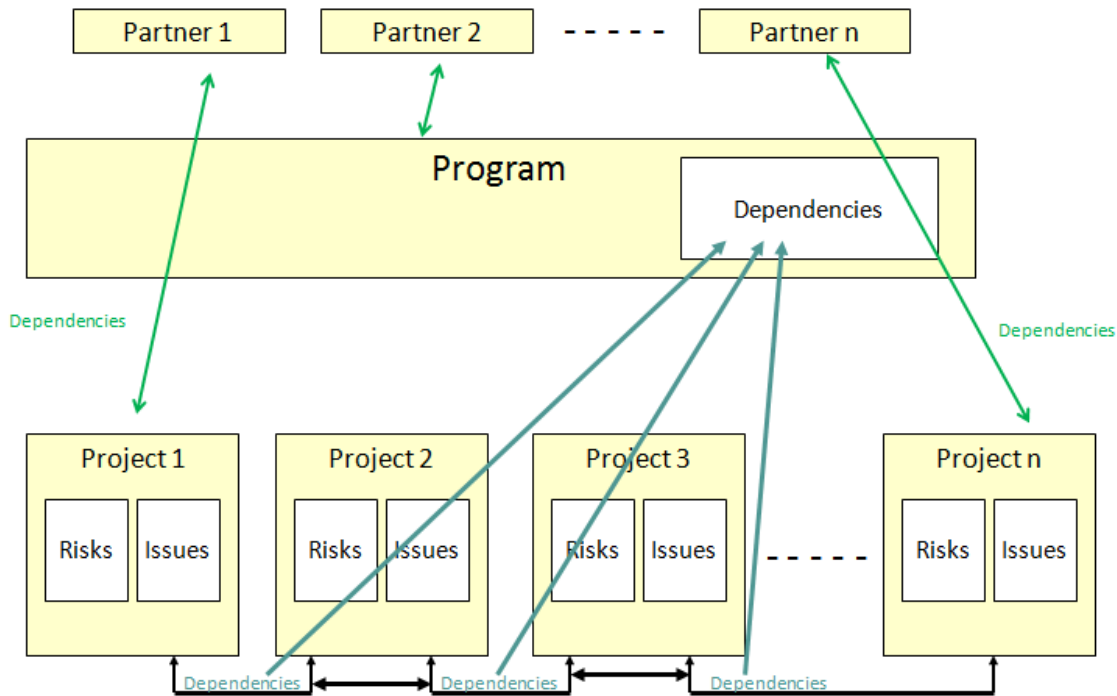 Partner 1
Partner 2
Partner n
Program
Dependencies
Dependencies
Dependencies
Project 1
Project 2
Project 3
Project n
Risks
Issues
Risks
Issues
Risks
Issues
Risks
Issues
Dependencies
Dependencies
Dependencies